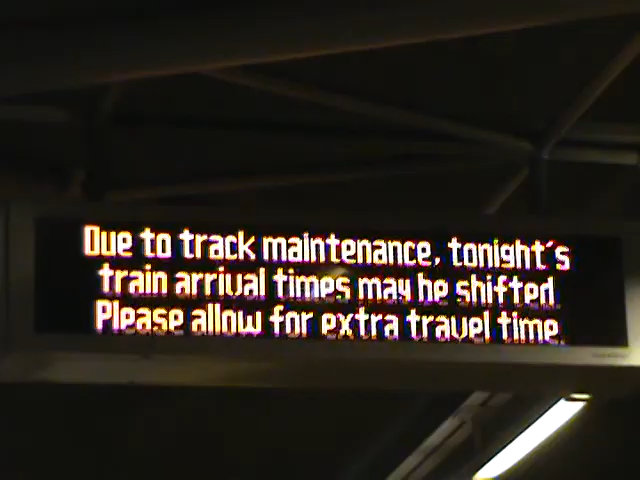 Due to track maintenance, tonight's
train arrival times may be shifted.
Please allow for extra travel time.